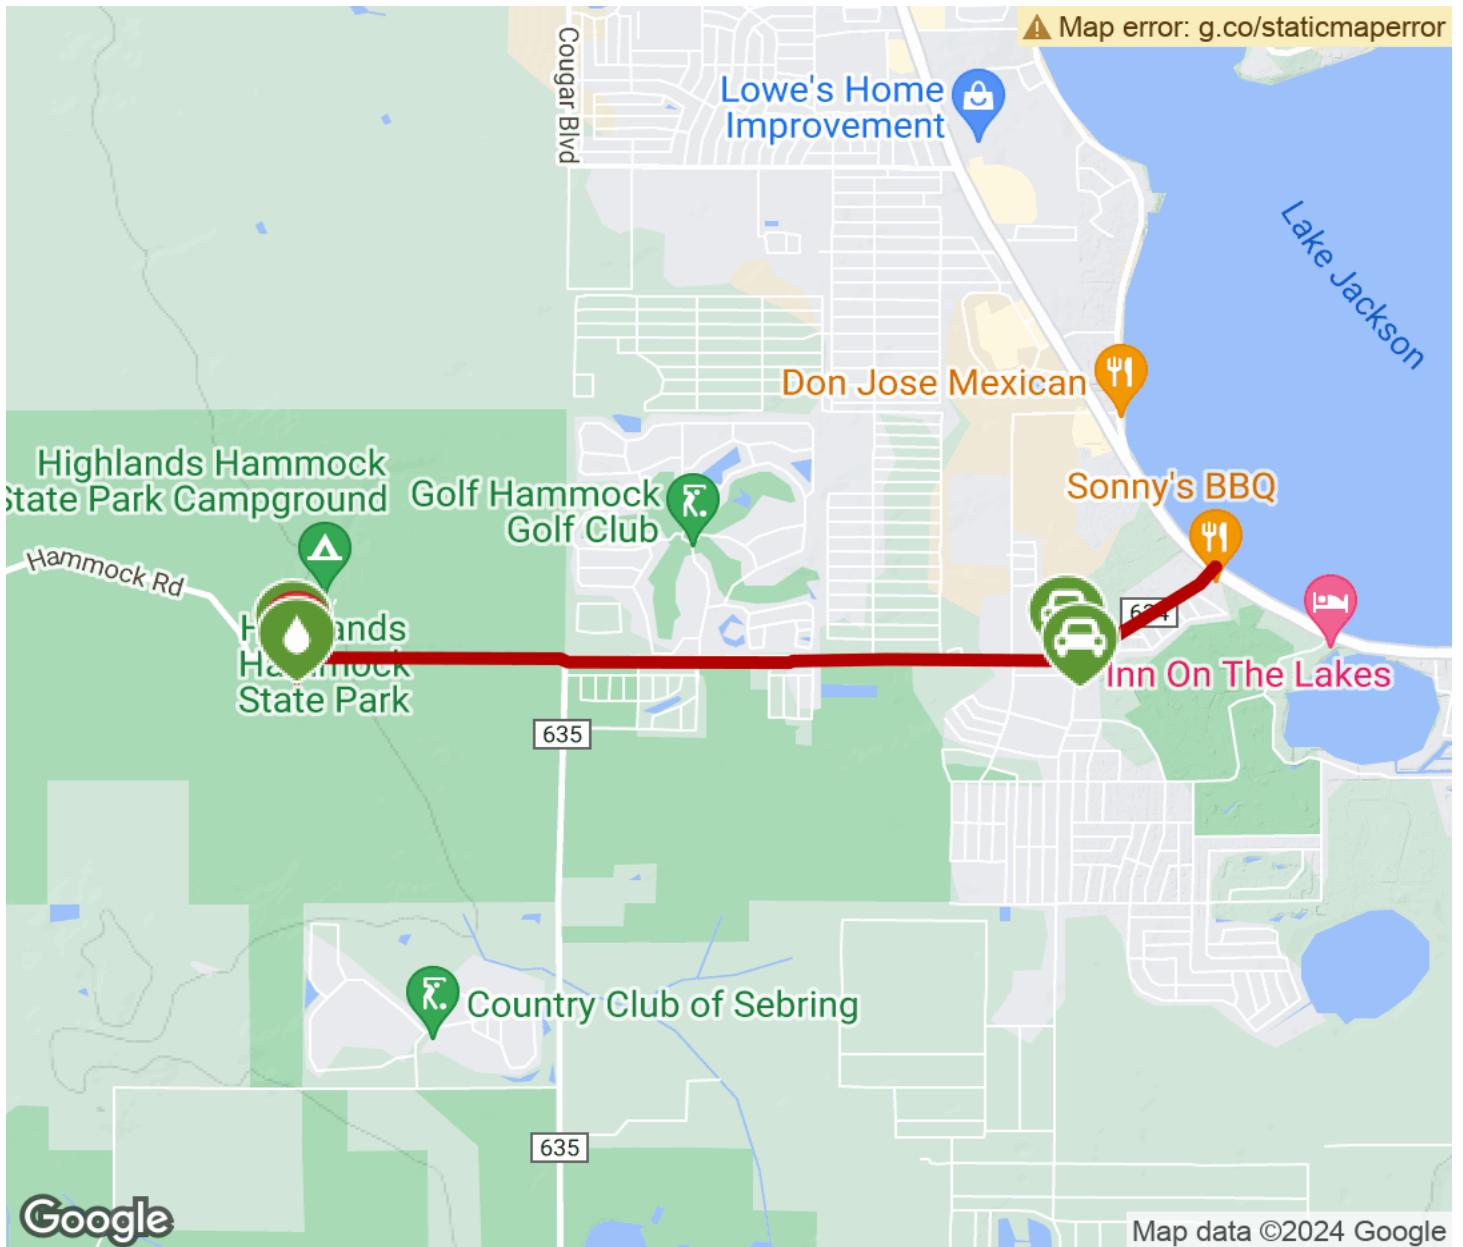 Map error: g.co/staticmaperror
Cougar Blvd
Lowe's Home
Improvement
Lake Jackson
Don Jose Mexican
Highlands Hammock
State Park Campground
Golf Hammock
Golf Club
Sonny's BBQ
Hammock Rd
Hammock
State Park
Inn On The Lakes
635
Country Club of Sebring
635
Google
Map data ©2024 Google